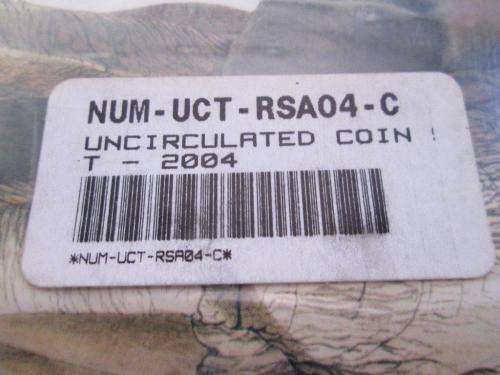 NUM-UCT-RSA04-C
UNCIRCULATED COIN !
T - 2004
*NUM-UCT-RSA04-C*